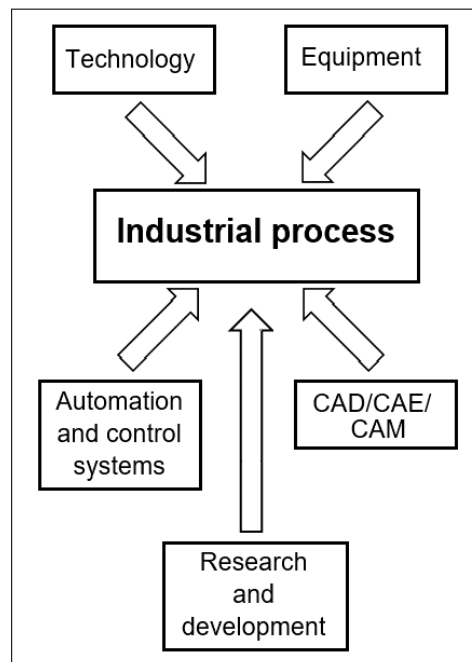 Technology
Equipment
Industrial process
Automation
and control
systems
CAD/CAE/
CAM
Research
and
development